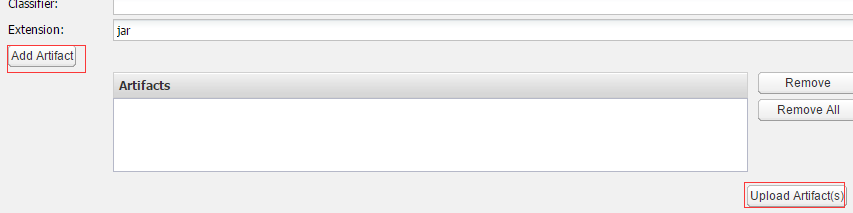 Classifier:
Extension:
jar
Add Artifact
Artifacts
Remove
Remove All
Upload Artifact(s)